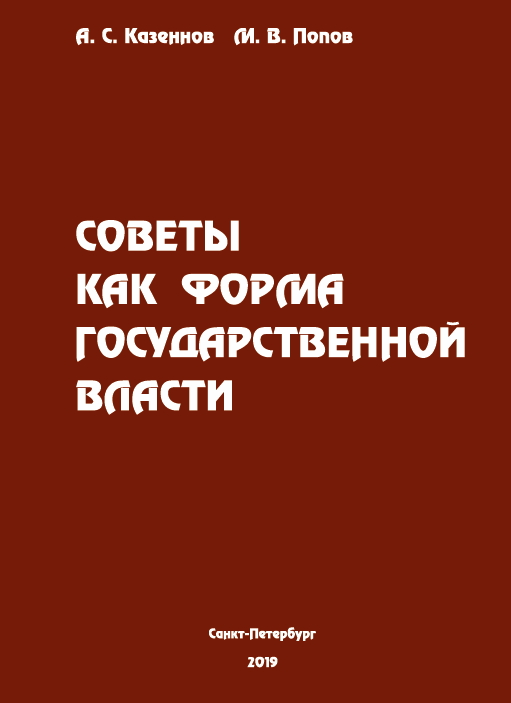 А. С. Казеннов М. В. Попов
СОВЕТЫ
КАК ФОРМА
ГОСУДАРСТВЕННОЙ
ВЛАСТИ
Санкт-Петербург
2019